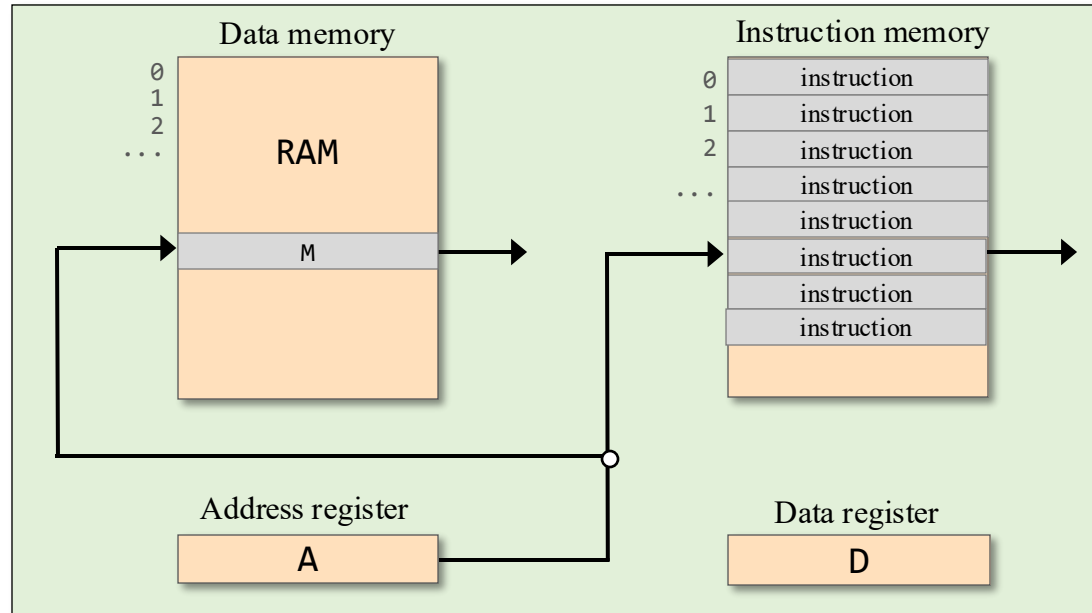 Data memory
0
1
2
...
RAM
M
Instruction memory
0
1
2
...
instruction
instruction
instruction
instruction
instruction
instruction
instruction
instruction
Address register
A
Data register
D